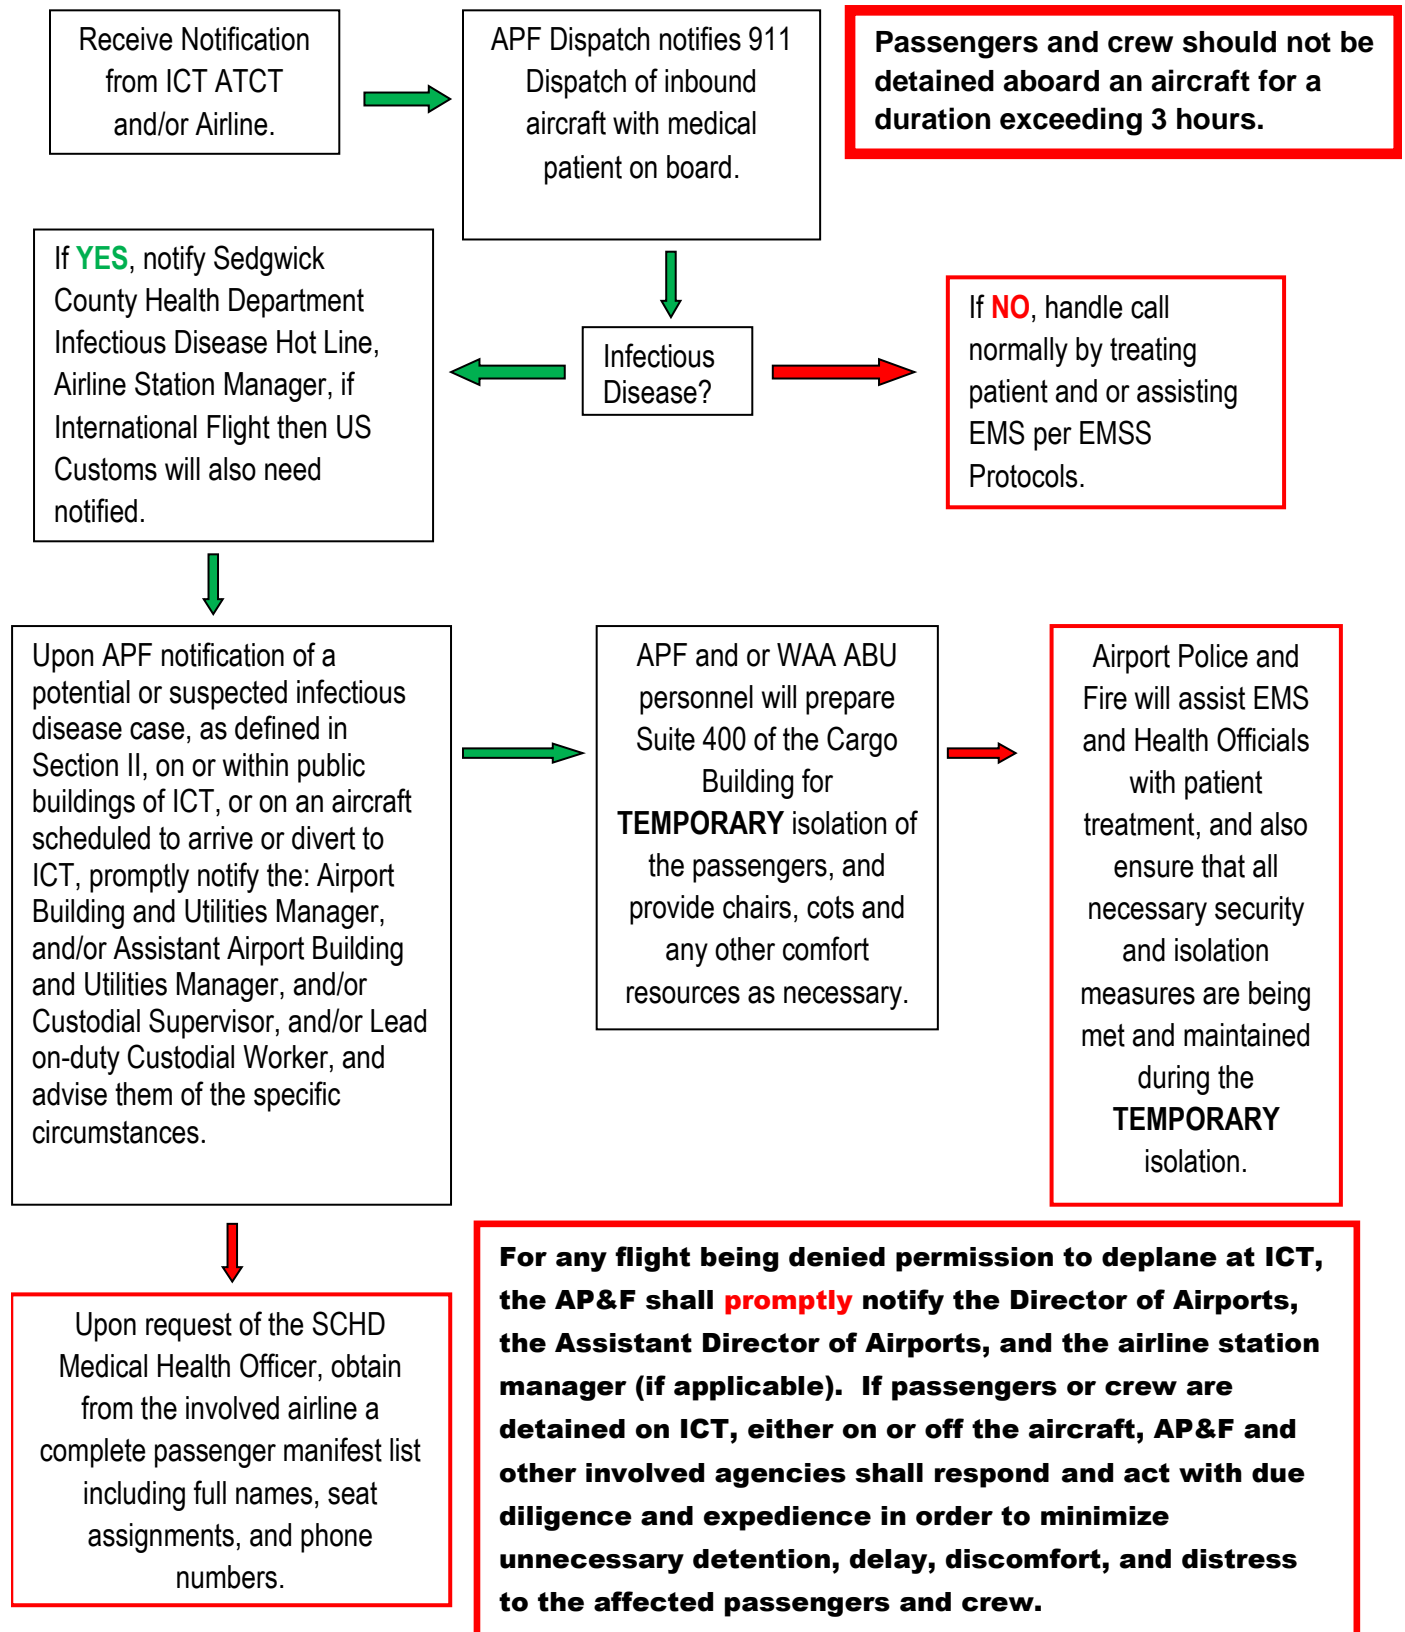 Receive Notification
from ICT ATCT
and/or Airline.
APF Dispatch notifies 911
Dispatch of inbound
aircraft with medical
patient on board.
Passengers and crew should not be
detained aboard an aircraft for a
duration exceeding 3 hours.
If YES, notify Sedgwick
County Health Department
Infectious Disease Hot Line,
Airline Station Manager, if
International Flight then US
Customs will also need
notified.
Infectious
Disease?
If NO, handle call
normally by treating
patient and or assisting
EMS per EMSS
Protocols.
Upon APF notification of a
potential or suspected infectious
disease case, as defined in
Section II, on or within public
buildings of ICT, or on an aircraft
scheduled to arrive or divert to
ICT, promptly notify the: Airport
Building and Utilities Manager,
and/or Assistant Airport Building
and Utilities Manager, and/or
Custodial Supervisor, and/or Lead
on-duty Custodial Worker, and
advise them of the specific
circumstances.
APF and or WAA ABU
personnel will prepare
Suite 400 of the Cargo
Building for
TEMPORARY isolation of
the passengers, and
provide chairs, cots and
any other comfort
resources as necessary.
Airport Police and
Fire will assist EMS
and Health Officials
with patient
treatment, and also
ensure that all
necessary security
and isolation
measures are being
met and maintained
during the
TEMPORARY
isolation.
Upon request of the SCHD
Medical Health Officer, obtain
from the involved airline a
complete passenger manifest list
including full names, seat
assignments, and phone
numbers.
For any flight being denied permission to deplane at ICT,
the AP&F shall promptly notify the Director of Airports,
the Assistant Director of Airports, and the airline station
manager (if applicable).  If passengers or crew are
detained on ICT, either on or off the aircraft, AP&F and
other involved agencies shall respond and act with due
diligence and expedience in order to minimize
unnecessary detention, delay, discomfort, and distress
to the affected passengers and crew.